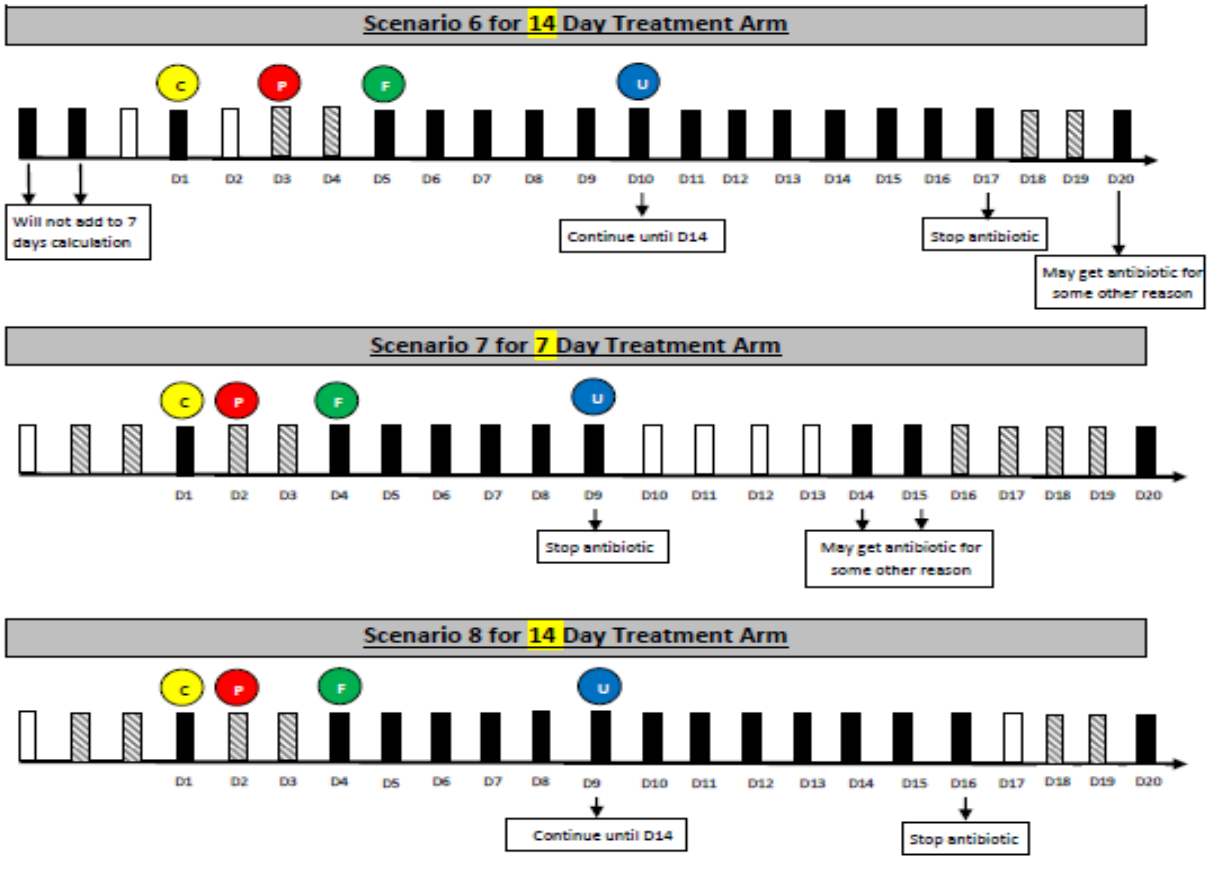 Scenario 6 for 14 Day Treatment Arm
C P F U
D1 D2 D3 D4 D5 D6 D7 D8 D9 D10 D11 D12 D13 D14 D15 D16 D17 D18 D19 D20
Will not add to 7
days calculation
Continue until D14
Stop antibiotic
May get antibiotic for
some other reason
Scenario 7 for 7 Day Treatment Arm
C P F U
D1 D2 D3 D4 D5 D6 D7 D8 D9 D10 D11 D12 D13 D14 D15 D16 D17 D18 D19 D20
Stop antibiotic
May get antibiotic for
some other reason
Scenario 8 for 14 Day Treatment Arm
C P F U
D1 D2 D3 D4 D5 D6 D7 D8 D9 D10 D11 D12 D13 D14 D15 D16 D17 D18 D19 D20
Continue until D14
Stop antibiotic